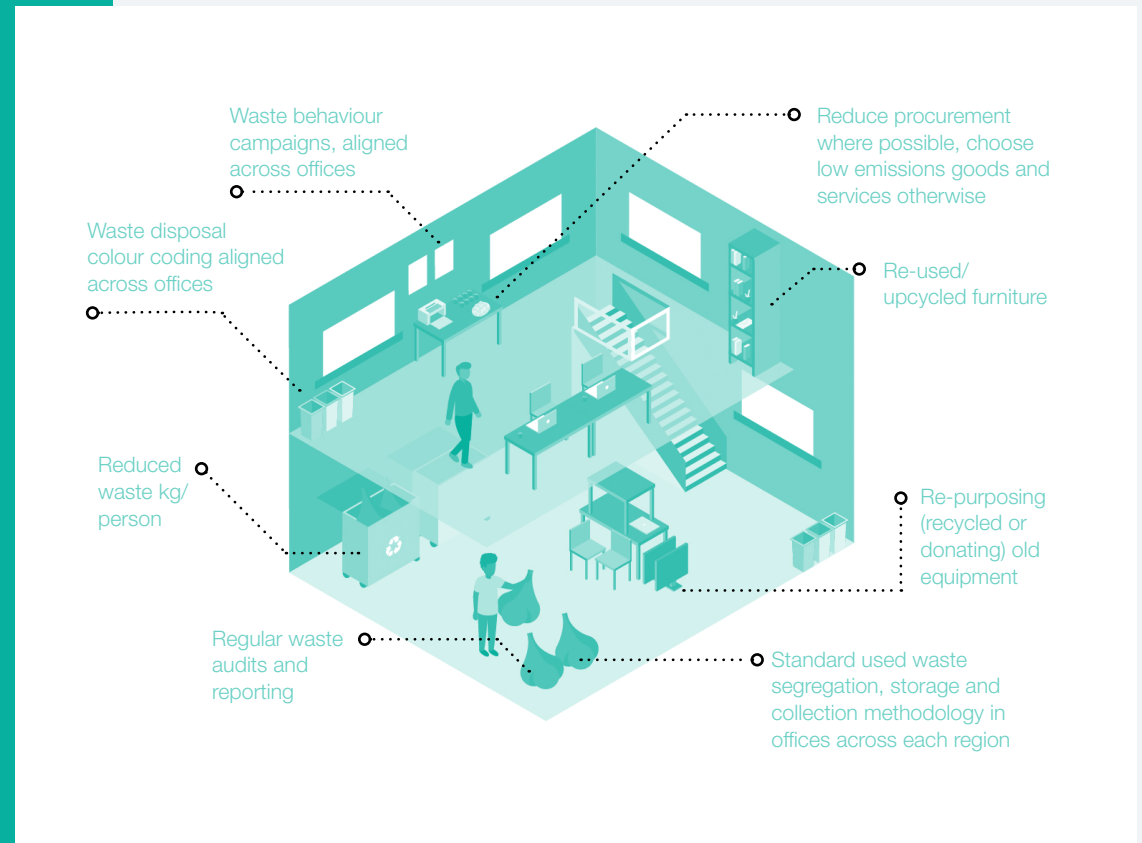 Waste behaviour
campaigns, aligned
across offices
Reduce procurement
where possible, choose
low emissions goods and
services otherwise
Waste disposal
colour coding aligned
across offices
Re-used/
upcycled furniture
Reduced
waste kg/
person
Re-purposing
(recycled or
donating) old
equipment
Regular waste
audits and
reporting
Standard used waste
segregation, storage and
collection methodology in
offices across each region